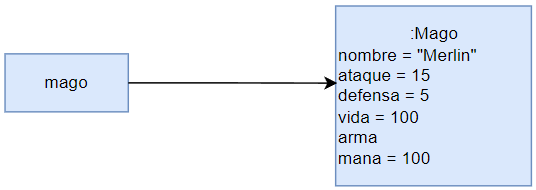 mago
:Mago
nombre = "Merlin"
ataque = 15
defensa = 5
vida = 100
arma
mana = 100